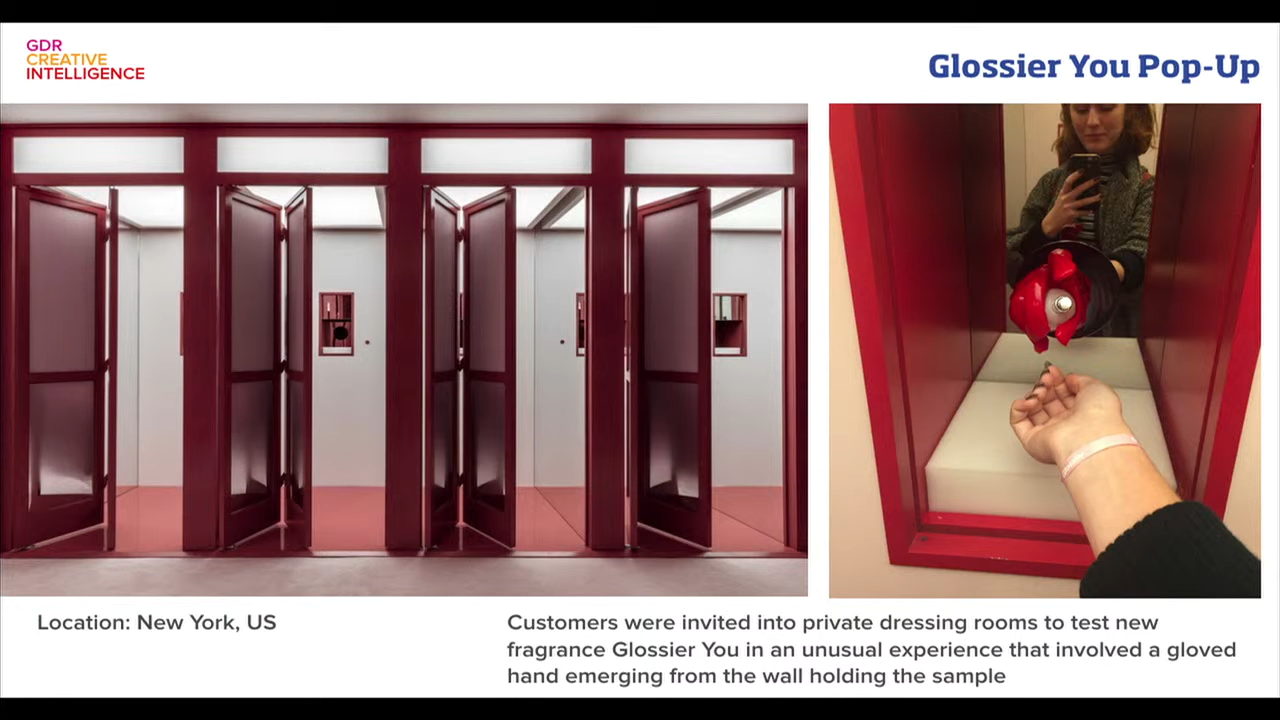 GDR
CREATIVE
INTELLIGENCE
Glossier You Pop-Up
Location: New York, US
Customers were invited into private dressing rooms to test new
fragrance Glossier You in an unusual experience that involved a gloved
hand emerging from the wall holding the sample